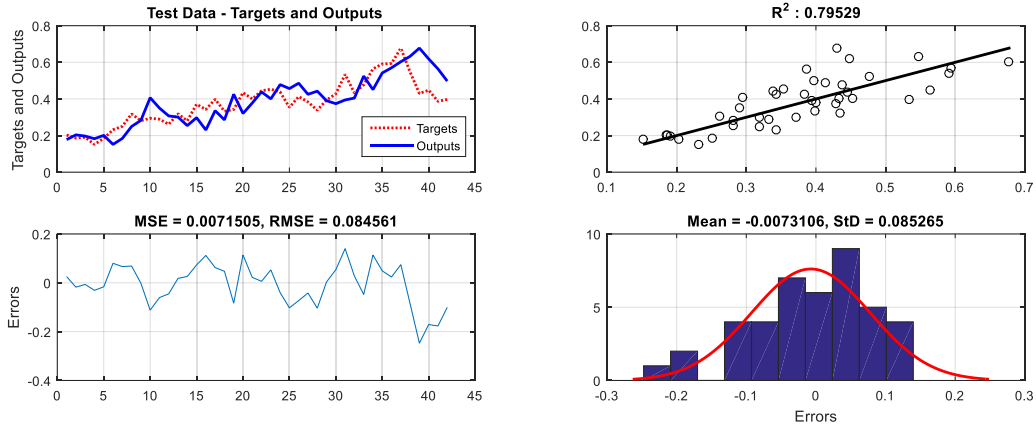 Test Data - Targets and Outputs
Targets and Outputs
0.8
0.6
0.4
0.2
0
Targets
Outputs
0 5 10 15 20 25 30 35 40 45
R² : 0.79529
0.8
0.6
0.4
0.2
0
0.1 0.2 0.3 0.4 0.5 0.6 0.7
MSE = 0.0071505, RMSE = 0.084561
Errors
0.2
0
-0.2
-0.4
0 5 10 15 20 25 30 35 40 45
Mean = -0.0073106, StD = 0.085265
10
5
0
-0.3 -0.2 -0.1 0 0.1 0.2 0.3
Errors